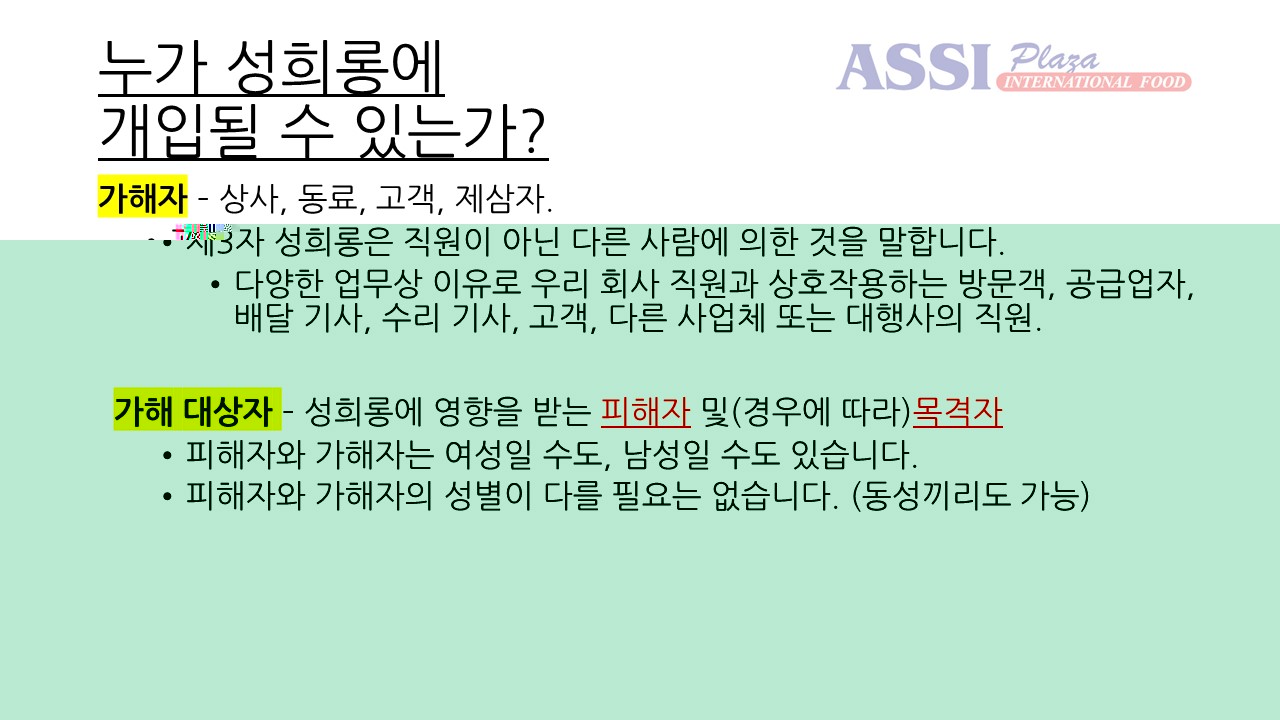 누가 성희롱에
개입될 수 있는가?
ASSI Plaza
INTERNATIONAL FOOD
가해자 - 상사, 동료, 고객, 제삼자.
• 제3자 성희롱은 직원이 아닌 다른 사람에 의한 것을 말합니다.
• 다양한 업무상 이유로 우리 회사 직원과 상호작용하는 방문객, 공급업자,
배달 기사, 수리 기사, 고객, 다른 사업체 또는 대행사의 직원.
가해 대상자 - 성희롱에 영향을 받는 피해자 및(경우에 따라)목격자
• 피해자와 가해자는 여성일 수도, 남성일 수도 있습니다.
• 피해자와 가해자의 성별이 다를 필요는 없습니다. (동성끼리도 가능)